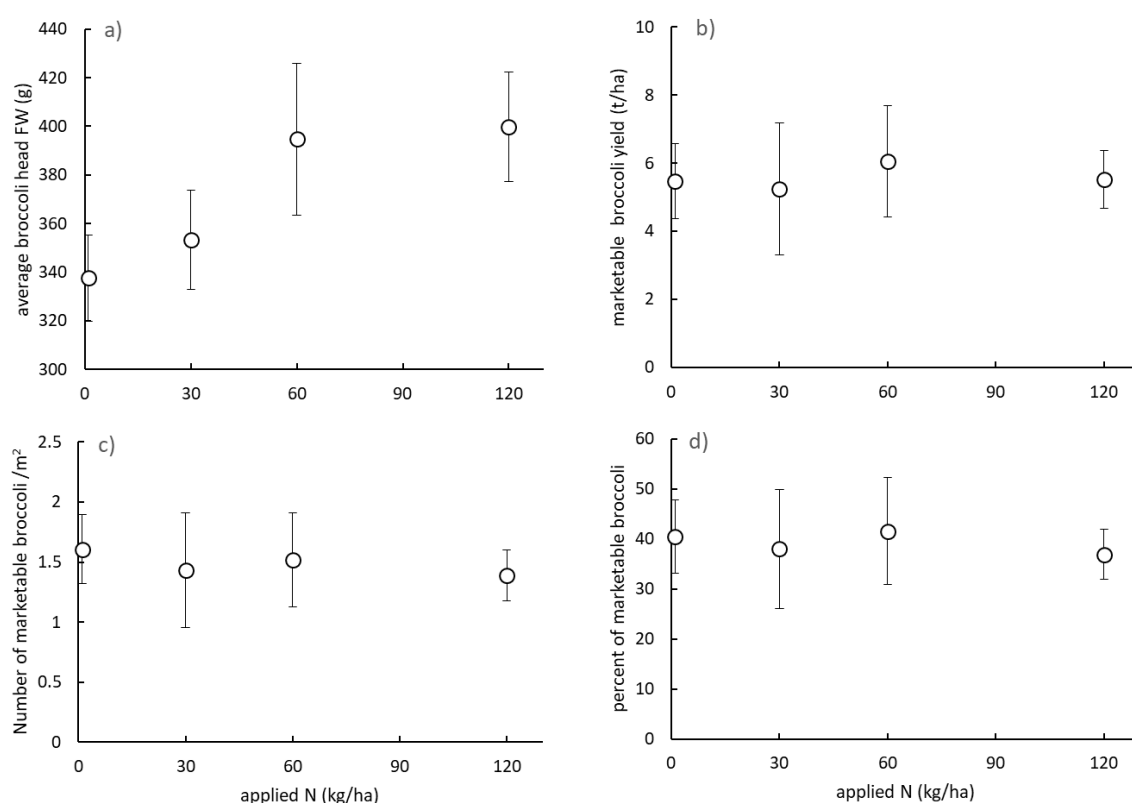 a)
average broccoli head FW (g)
440
420
400
380
360
340
320
300
0 30 60 90 120
b)
marketable broccoli yield (t/ha)
10
8
6
4
2
0
0 30 60 90 120
c)
Number of marketable broccoli /m²
2.5
2
1.5
1
0.5
0
0 30 60 90 120
applied N (kg/ha)
d)
percent of marketable broccoli
60
50
40
30
20
10
0
0 30 60 90 120
applied N (kg/ha)